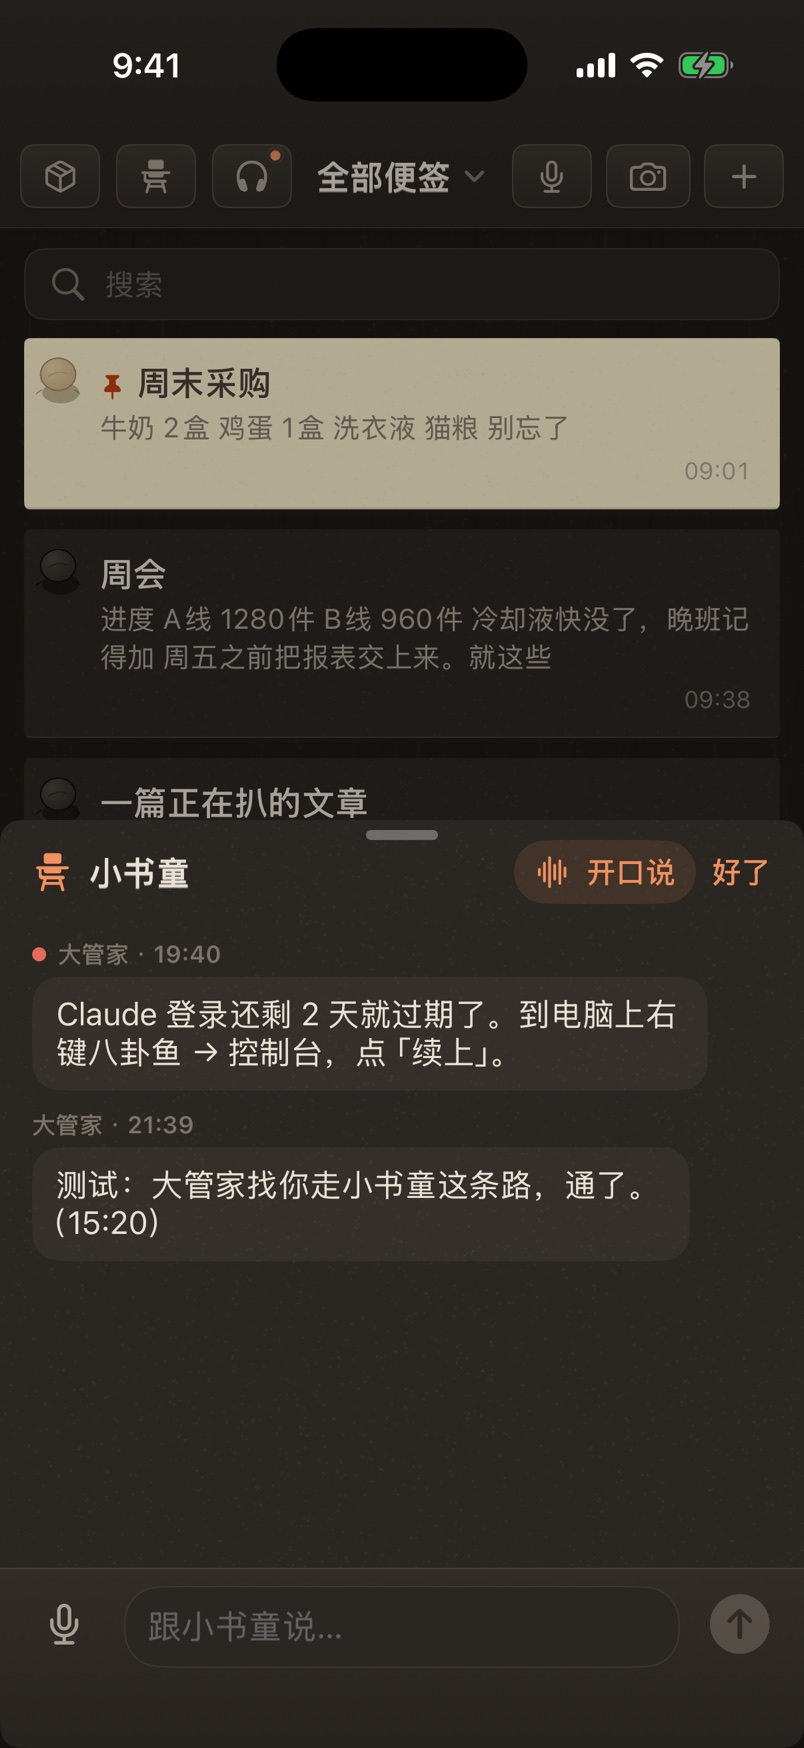 9:41
全部便签
搜索
周末采购
牛奶 2盒 鸡蛋 1盒 洗衣液 猫粮 别忘了
09:01
周会
进度 A线 1280件 B线 960件 冷却液快没了，晚班记
得加 周五之前把报表交上来。就这些
09:38
一篇正在扒的文章
小书童
开口说
好了
大管家 · 19:40
Claude 登录还剩 2 天就过期了。到电脑上右
键八卦鱼 → 控制台，点「续上」。
大管家 · 21:39
测试：大管家找你走小书童这条路，通了。
(15:20)
跟小书童说...